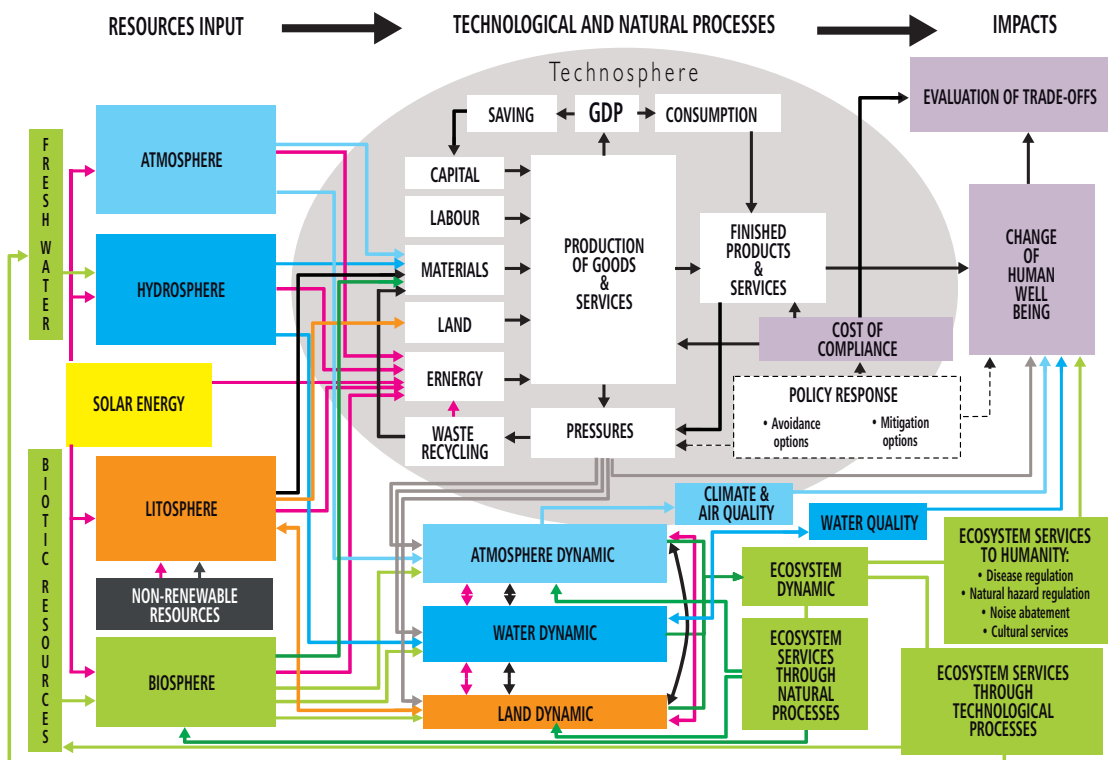 RESOURCES INPUT
TECHNOLOGICAL AND NATURAL PROCESSES
IMPACTS
Technosphere
FRESH WATER
ATMOSPHERE
HYDROSPHERE
SOLAR ENERGY
BIOTIC RESOURCES
LITOSPHERE
NON-RENEWABLE
RESOURCES
BIOSPHERE
SAVING
GDP
CONSUMPTION
CAPITAL
LABOUR
MATERIALS
LAND
ERNERGY
WASTE
RECYCLING
PRODUCTION
OF GOODS
&
SERVICES
PRESSURES
FINISHED
PRODUCTS
&
SERVICES
COST OF
COMPLIANCE
POLICY RESPONSE
• Avoidance
options
• Mitigation
options
EVALUATION OF TRADE-OFFS
CHANGE
OF
HUMAN
WELL
BEING
CLIMATE &
AIR QUALITY
WATER QUALITY
ATMOSPHERE DYNAMIC
WATER DYNAMIC
LAND DYNAMIC
ECOSYSTEM
DYNAMIC
ECOSYSTEM
SERVICES
THROUGH
NATURAL
PROCESSES
ECOSYSTEM SERVICES
TO HUMANITY:
• Disease regulation
• Natural hazard regulation
• Noise abatement
• Cultural services
ECOSYSTEM SERVICES
THROUGH
TECHNOLOGICAL
PROCESSES